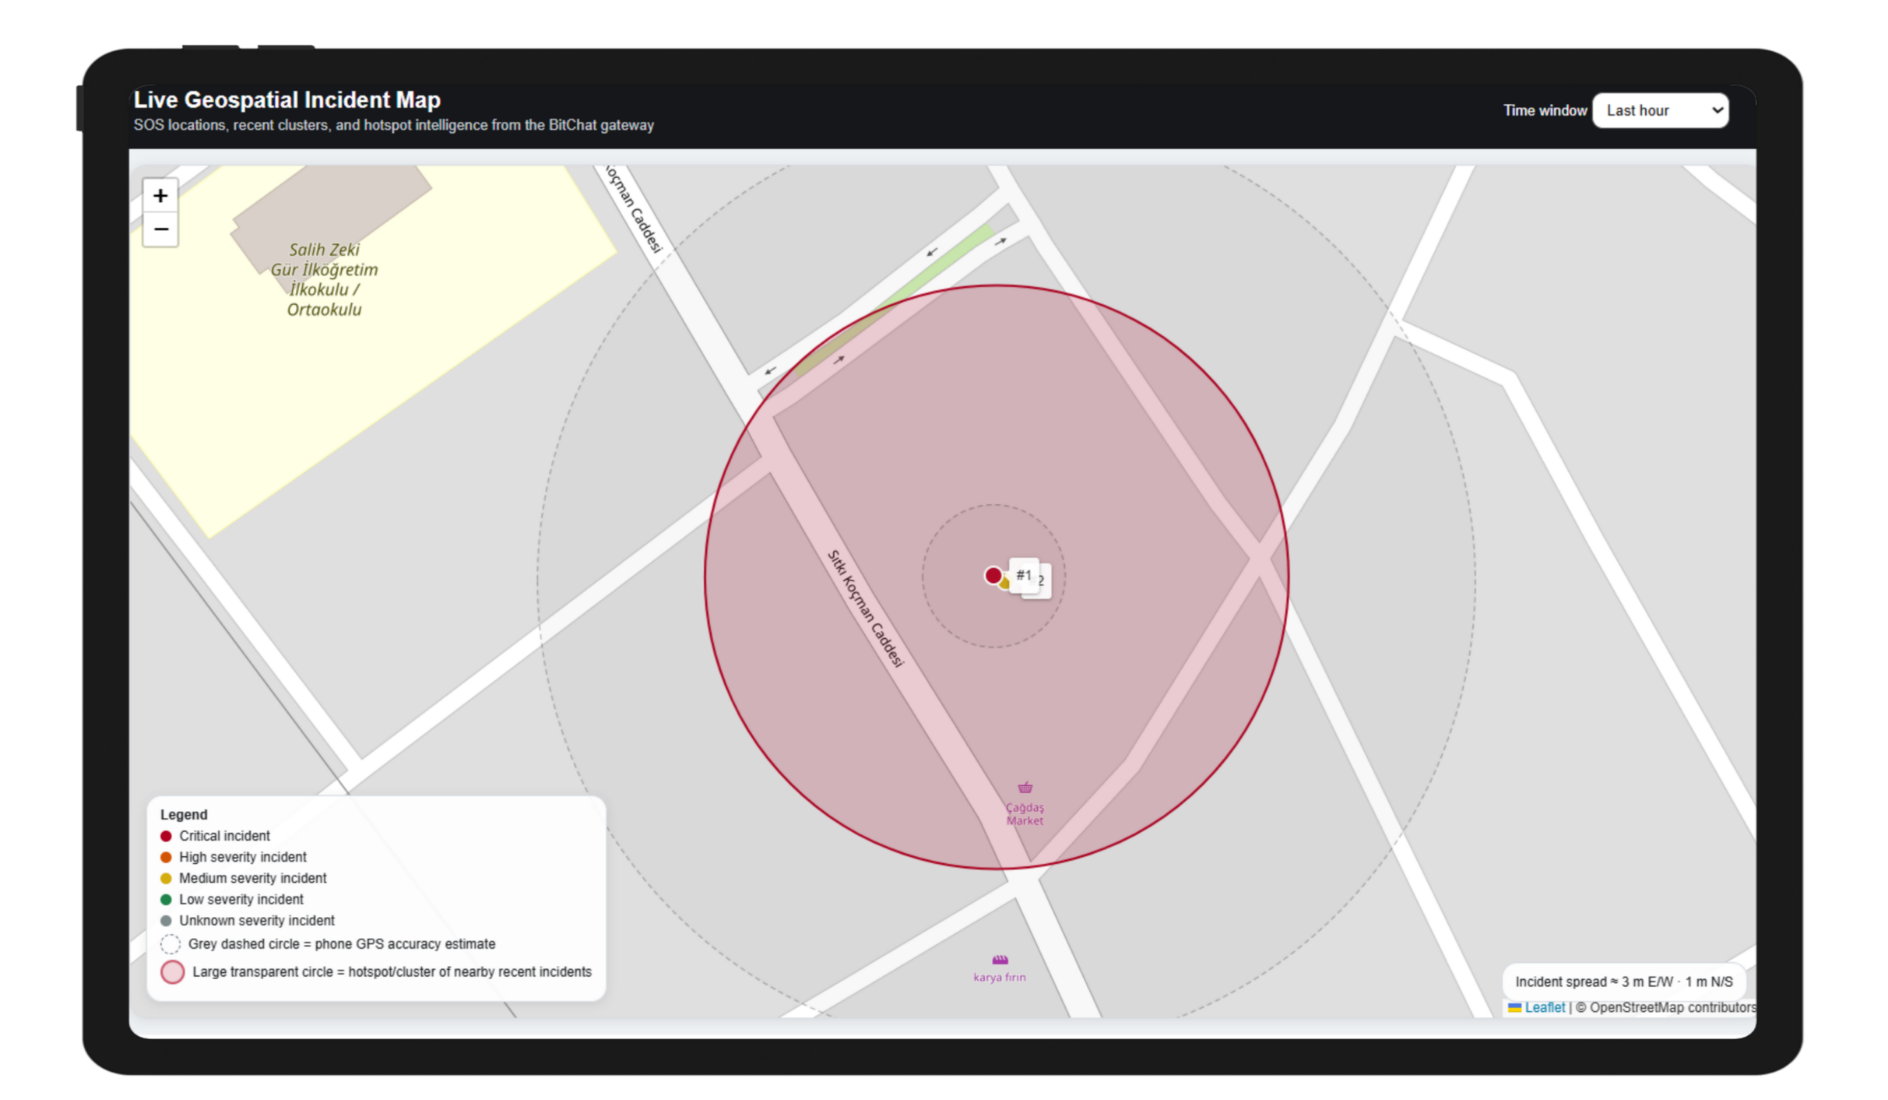 Live Geospatial Incident Map
SOS locations, recent clusters, and hotspot intelligence from the BitChat gateway
Time window
Last hour
+
−
Koçman Caddesi
Salih Zeki
Gür İlköğretim
İlkokulu /
Ortaokulu
#1
2
Sıtkı Koçman Caddesi
Çağdaş
Market
karya fırın
Legend
Critical incident
High severity incident
Medium severity incident
Low severity incident
Unknown severity incident
Grey dashed circle = phone GPS accuracy estimate
Large transparent circle = hotspot/cluster of nearby recent incidents
Incident spread ≈ 3 m E/W · 1 m N/S
Leaflet | © OpenStreetMap contributors